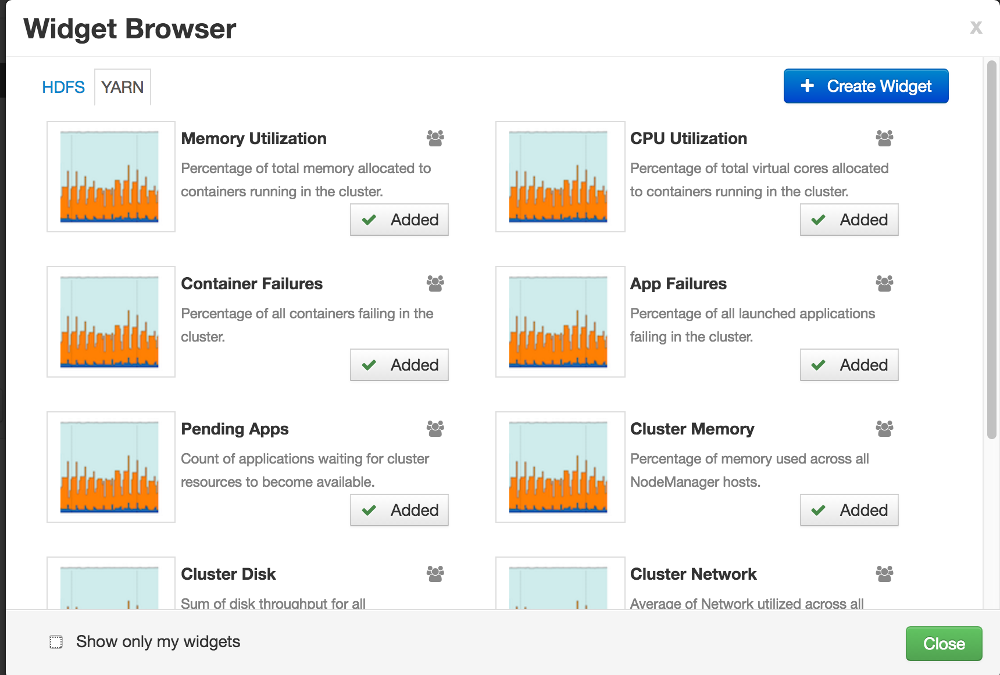 Widget Browser
x
HDFS
YARN
+ Create Widget
Memory Utilization
Percentage of total memory allocated to
containers running in the cluster.
Added
CPU Utilization
Percentage of total virtual cores allocated
to containers running in the cluster.
Added
Container Failures
Percentage of all containers failing in the
cluster.
Added
App Failures
Percentage of all launched applications
failing in the cluster.
Added
Pending Apps
Count of applications waiting for cluster
resources to become available.
Added
Cluster Memory
Percentage of memory used across all
NodeManager hosts.
Added
Cluster Disk
Sum of disk throughput for all
Cluster Network
Average of Network utilized across all
Show only my widgets
Close